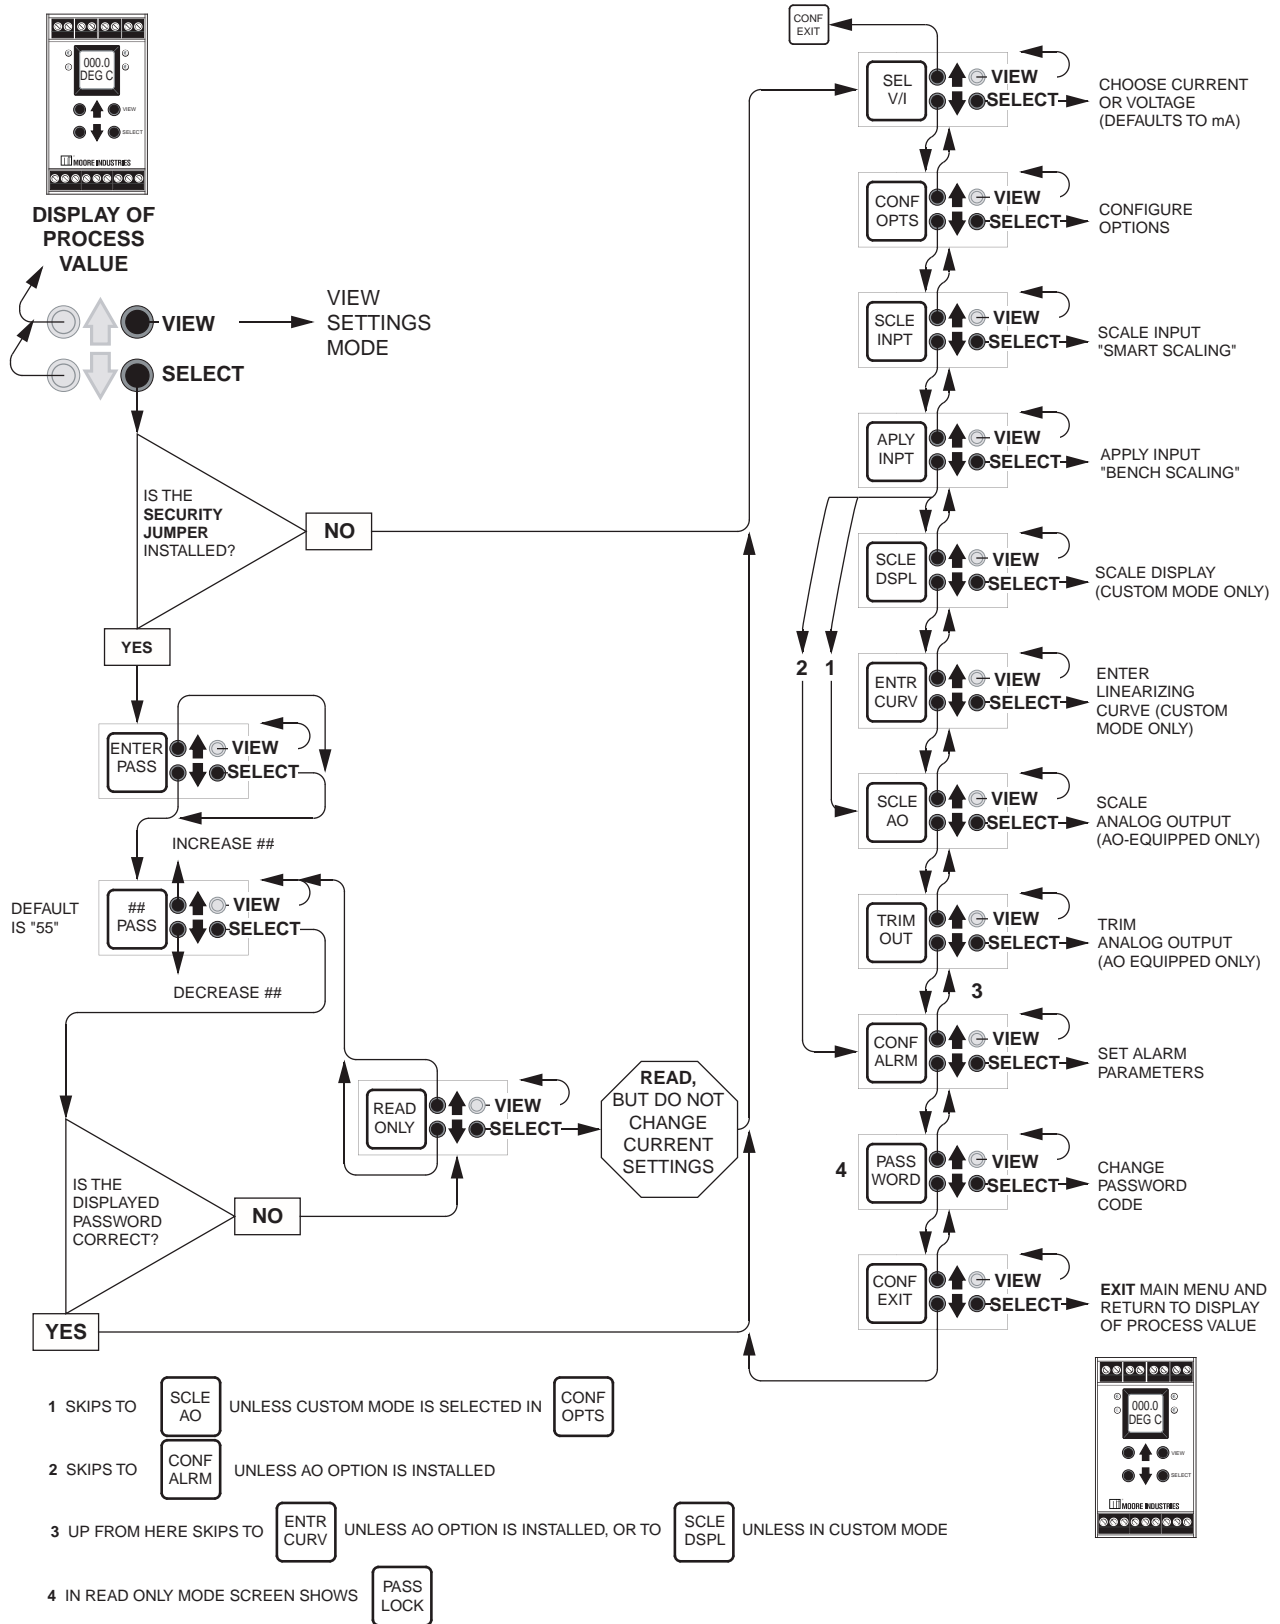 000.0
DEG C
VIEW
SELECT
MOORE INDUSTRIES
DISPLAY OF
PROCESS
VALUE
VIEW
SELECT
VIEW
SETTINGS
MODE
IS THE
SECURITY
JUMPER
INSTALLED?
NO
YES
ENTER
PASS
VIEW
SELECT
INCREASE ##
DEFAULT
IS "55"
##
PASS
VIEW
SELECT
DECREASE ##
READ
ONLY
VIEW
SELECT
READ,
BUT DO NOT
CHANGE
CURRENT
SETTINGS
IS THE
DISPLAYED
PASSWORD
CORRECT?
NO
YES
CONF
EXIT
SEL
V/I
VIEW
SELECT
CHOOSE CURRENT
OR VOLTAGE
(DEFAULTS TO mA)
CONF
OPTS
VIEW
SELECT
CONFIGURE
OPTIONS
SCLE
INPT
VIEW
SELECT
SCALE INPUT
"SMART SCALING"
APLY
INPT
VIEW
SELECT
APPLY INPUT
"BENCH SCALING"
SCLE
DSPL
VIEW
SELECT
SCALE DISPLAY
(CUSTOM MODE ONLY)
2 1
ENTR
CURV
VIEW
SELECT
ENTER
LINEARIZING
CURVE (CUSTOM
MODE ONLY)
SCLE
AO
VIEW
SELECT
SCALE
ANALOG OUTPUT
(AO-EQUIPPED ONLY)
TRIM
OUT
VIEW
SELECT
TRIM
ANALOG OUTPUT
(AO EQUIPPED ONLY)
3
CONF
ALRM
VIEW
SELECT
SET ALARM
PARAMETERS
4
PASS
WORD
VIEW
SELECT
CHANGE
PASSWORD
CODE
CONF
EXIT
VIEW
SELECT
EXIT MAIN MENU AND
RETURN TO DISPLAY
OF PROCESS VALUE
000.0
DEG C
VIEW
SELECT
MOORE INDUSTRIES
1 SKIPS TO SCLE AO UNLESS CUSTOM MODE IS SELECTED IN CONF OPTS
2 SKIPS TO CONF ALRM UNLESS AO OPTION IS INSTALLED
3 UP FROM HERE SKIPS TO ENTR CURV UNLESS AO OPTION IS INSTALLED, OR TO SCLE DSPL UNLESS IN CUSTOM MODE
4 IN READ ONLY MODE SCREEN SHOWS PASS LOCK